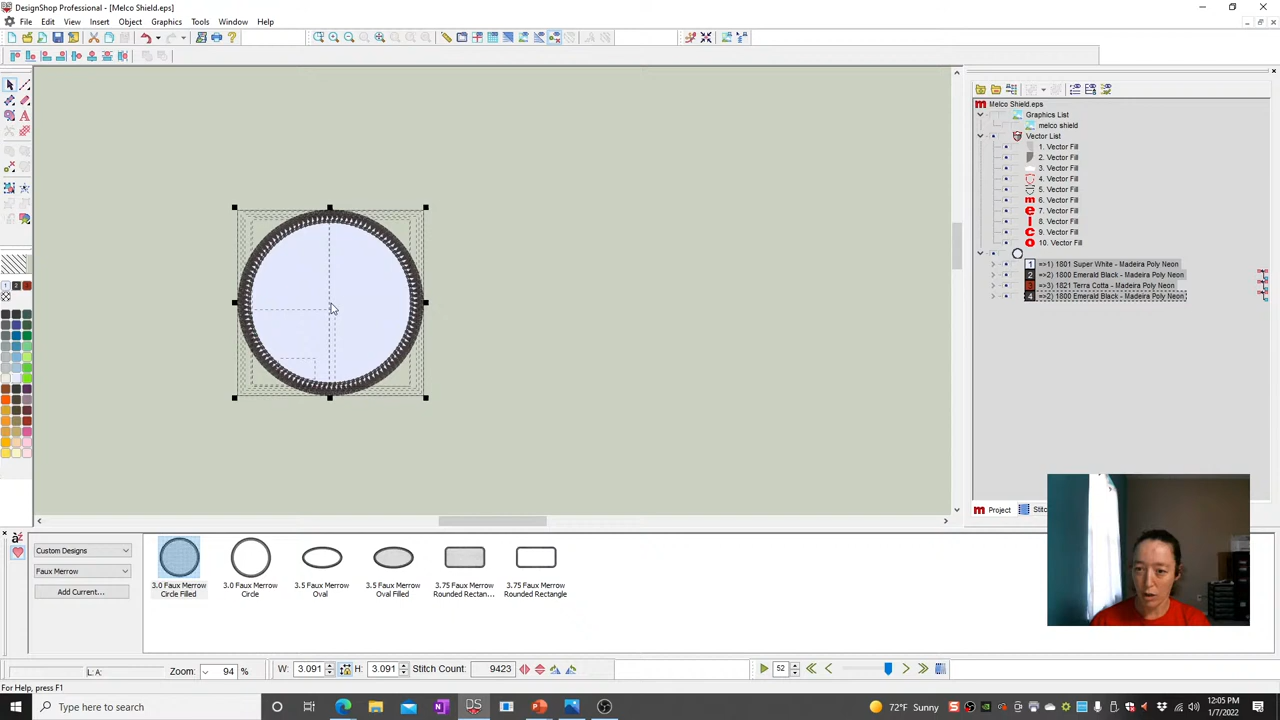 DesignShop Professional - [Melco Shield.eps]
File Edit View Insert Object Graphics Tools Window Help
Melco Shield.eps
Graphics List
melco shield
Vector List
1. Vector Fill
2. Vector Fill
3. Vector Fill
4. Vector Fill
5. Vector Fill
6. Vector Fill
7. Vector Fill
8. Vector Fill
9. Vector Fill
10. Vector Fill
1 =>1) 1801 Super White - Madeira Poly Neon
2 =>2) 1800 Emerald Black - Madeira Poly Neon
3 =>3) 1821 Terra Cotta - Madeira Poly Neon
4 =>2) 1800 Emerald Black - Madeira Poly Neon
Project
Custom Designs
Faux Merrow
Add Current...
3.0 Faux Merrow Circle Filled
3.0 Faux Merrow Circle
3.5 Faux Merrow Oval
3.5 Faux Merrow Oval Filled
3.75 Faux Merrow Rounded Rectan...
3.75 Faux Merrow Rounded Rectangle
L: A: Zoom: 94 % W: 3.091 H: 3.091 Stitch Count: 9423 52
For Help, press F1
Type here to search
72°F Sunny
12:05 PM
1/7/2022